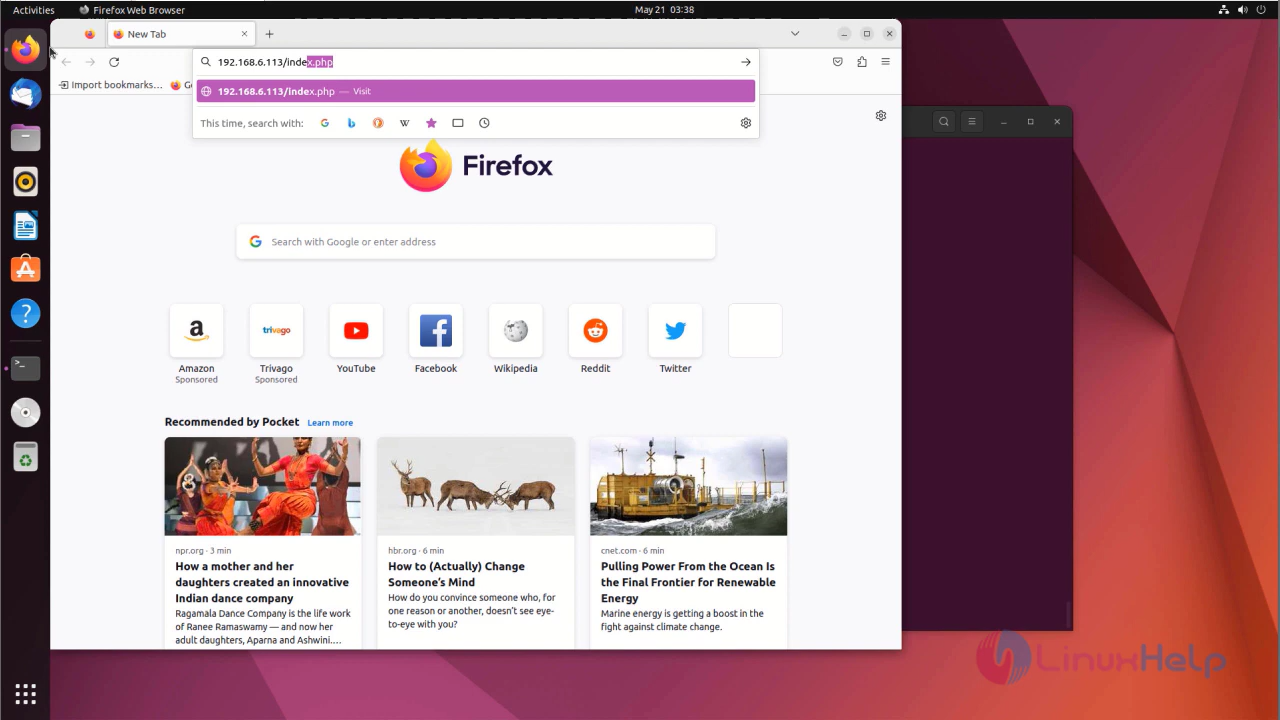 Activities
Firefox Web Browser
May 21 03:38
New Tab
192.168.6.113/index.php
Import bookmarks...
Ge
192.168.6.113/index.php — Visit
This time, search with:
Firefox
Search with Google or enter address
Amazon
Sponsored
Trivago
Sponsored
YouTube
Facebook
Wikipedia
Reddit
Twitter
trivago
Recommended by Pocket Learn more
npr.org · 3 min
How a mother and her
daughters created an innovative
Indian dance company
Ragamala Dance Company is the life work
of Ranee Ramaswamy — and now her
adult daughters, Aparna and Ashwini....
hbr.org · 6 min
How to (Actually) Change
Someone's Mind
How do you convince someone who, for
one reason or another, doesn't see eye-
to-eye with you?
cnet.com · 6 min
Pulling Power From the Ocean Is
the Final Frontier for Renewable
Energy
Marine energy is getting a boost in the
fight against climate change.
LinuxHelp